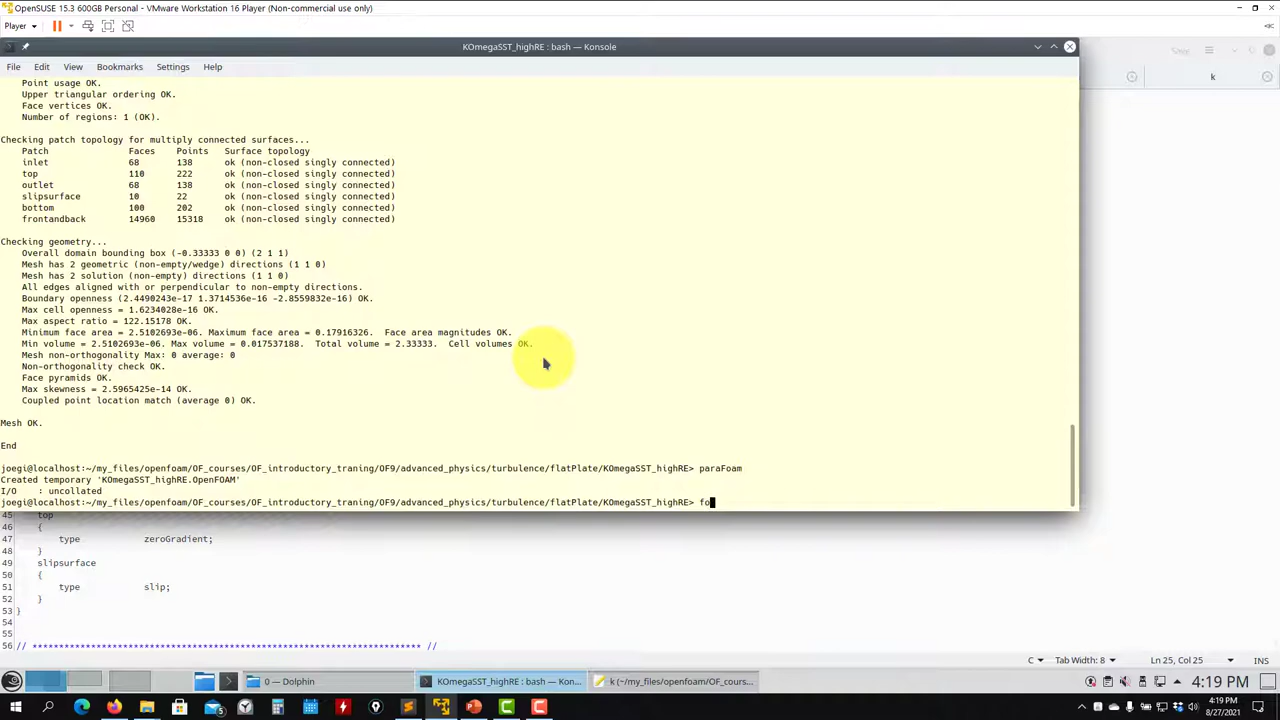 OpenSUSE 15.3 600GB Personal - VMware Workstation 16 Player (Non-commercial use only)
Player
KOmegaSST_highRE : bash — Konsole
File Edit View Bookmarks Settings Help
k
Point usage OK.
Upper triangular ordering OK.
Face vertices OK.
Number of regions: 1 (OK).
Checking patch topology for multiply connected surfaces...
Patch Faces Points Surface topology
inlet 68 138 ok (non-closed singly connected)
top 110 222 ok (non-closed singly connected)
outlet 68 138 ok (non-closed singly connected)
slipsurface 10 22 ok (non-closed singly connected)
bottom 100 202 ok (non-closed singly connected)
frontandback 14960 15318 ok (non-closed singly connected)
Checking geometry...
Overall domain bounding box (-0.33333 0 0) (2 1 1)
Mesh has 2 geometric (non-empty/wedge) directions (1 1 0)
Mesh has 2 solution (non-empty) directions (1 1 0)
All edges aligned with or perpendicular to non-empty directions.
Boundary openness (2.4490243e-17 1.3714536e-16 -2.8559832e-16) OK.
Max cell openness = 1.6234028e-16 OK.
Max aspect ratio = 122.15178 OK.
Minimum face area = 2.5102693e-06. Maximum face area = 0.17916326. Face area magnitudes OK.
Min volume = 2.5102693e-06. Max volume = 0.017537188. Total volume = 2.33333. Cell volumes OK.
Mesh non-orthogonality Max: 0 average: 0
Non-orthogonality check OK.
Face pyramids OK.
Max skewness = 2.5965425e-14 OK.
Coupled point location match (average 0) OK.
Mesh OK.
End
joegi@localhost:~/my_files/openfoam/OF_courses/OF_introductory_traning/OF9/advanced_physics/turbulence/flatPlate/KOmegaSST_highRE> paraFoam
Created temporary 'KOmegaSST_highRE.OpenFOAM'
I/O : uncollated
joegi@localhost:~/my_files/openfoam/OF_courses/OF_introductory_traning/OF9/advanced_physics/turbulence/flatPlate/KOmegaSST_highRE> fo
45 top
46 {
47 type zeroGradient;
48 }
49 slipsurface
50 {
51 type slip;
52 }
53 }
54
55
56 // ************************************************************************* //
C Tab Width: 8 Ln 25, Col 25 INS
0 — Dolphin
KOmegaSST_highRE : bash — Kon...
k (~/my_files/openfoam/OF_cours...
4:19 PM
4:19 PM
8/27/2021